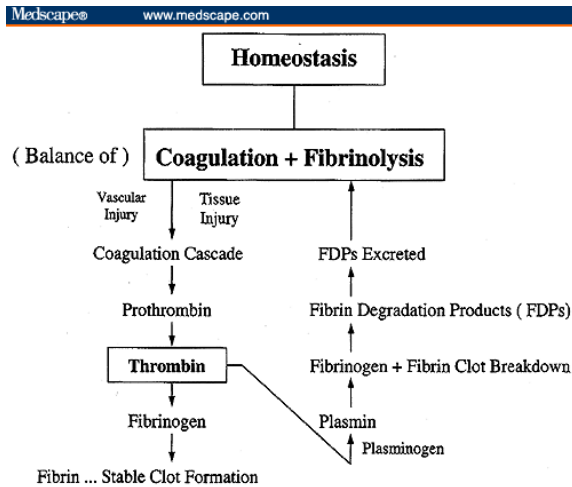 Medscape® www.medscape.com
Homeostasis
( Balance of ) Coagulation + Fibrinolysis
Vascular
Injury
Tissue
Injury
Coagulation Cascade
FDPs Excreted
Prothrombin
Fibrin Degradation Products ( FDPs)
Thrombin
Fibrinogen + Fibrin Clot Breakdown
Fibrinogen
Plasmin
Plasminogen
Fibrin ... Stable Clot Formation